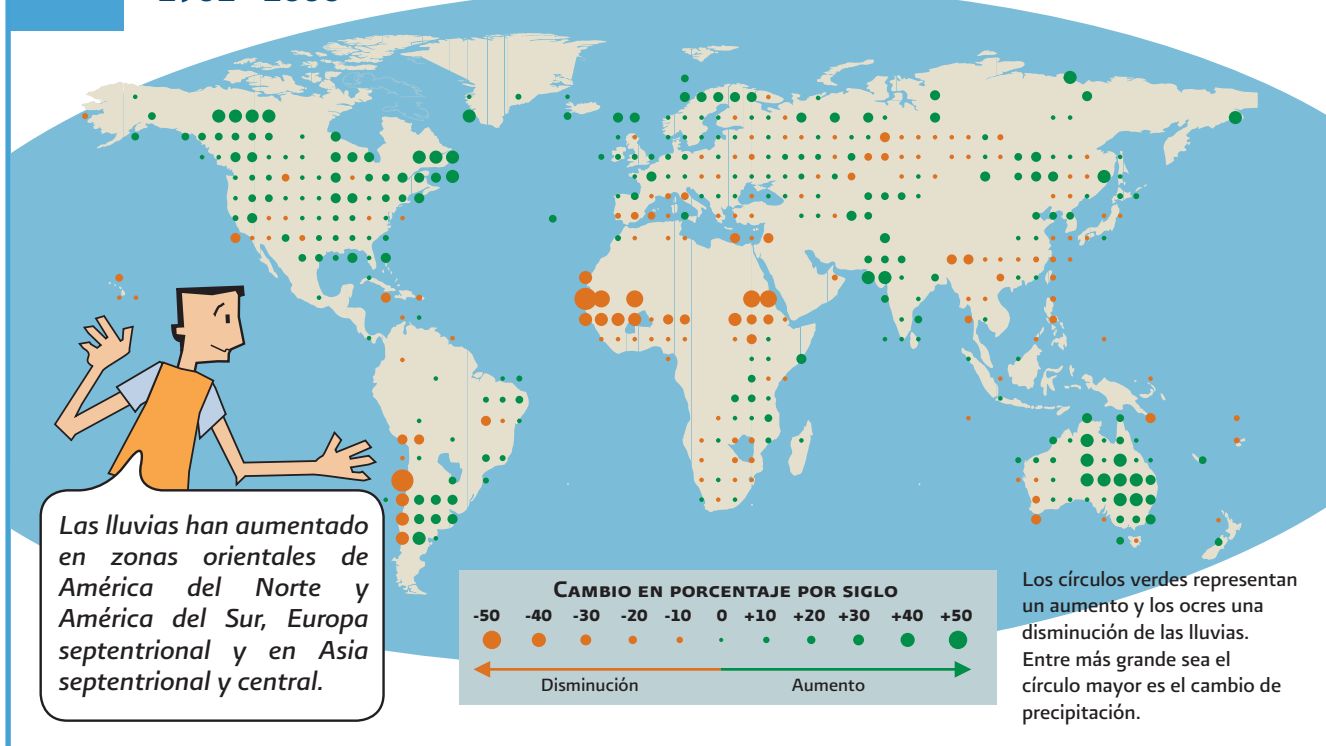 Las lluvias han aumentado
en zonas orientales de
América del Norte y
América del Sur, Europa
septentrional y en Asia
septentrional y central.
CAMBIO EN PORCENTAJE POR SIGLO
-50 -40 -30 -20 -10 0 +10 +20 +30 +40 +50
Disminución Aumento
Los círculos verdes representan
un aumento y los ocres una
disminución de las lluvias.
Entre más grande sea el
círculo mayor es el cambio de
precipitación.